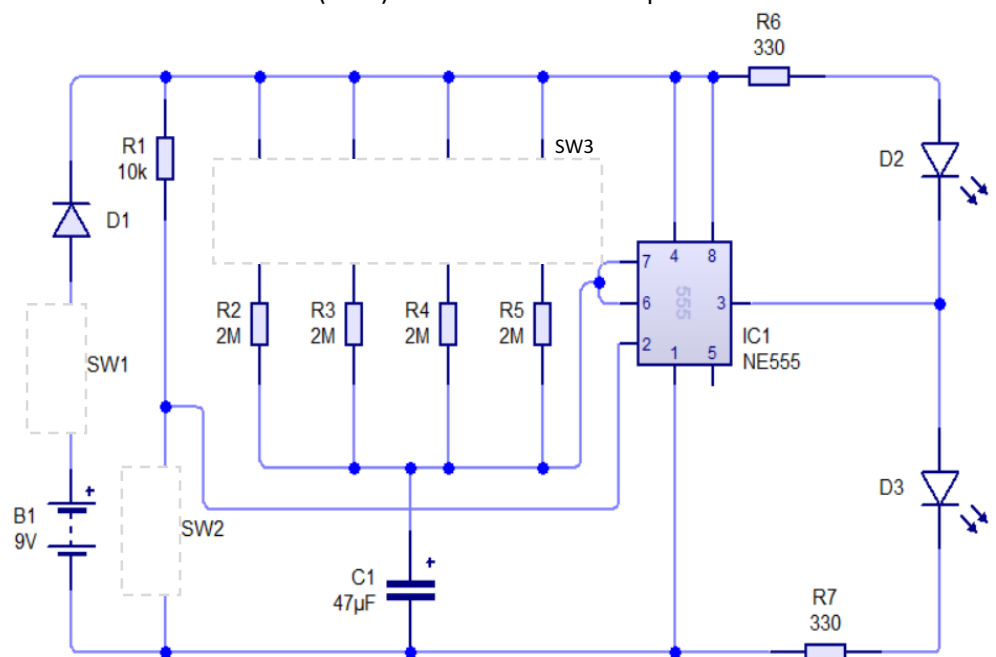 R6
330
SW3
R1
10k
D2
D1
7
4
8
555
6
3
2
1
5
IC1
NE555
R2
2M
R3
2M
R4
2M
R5
2M
SW1
+
B1
9V
SW2
D3
C1
47µF
+
R7
330